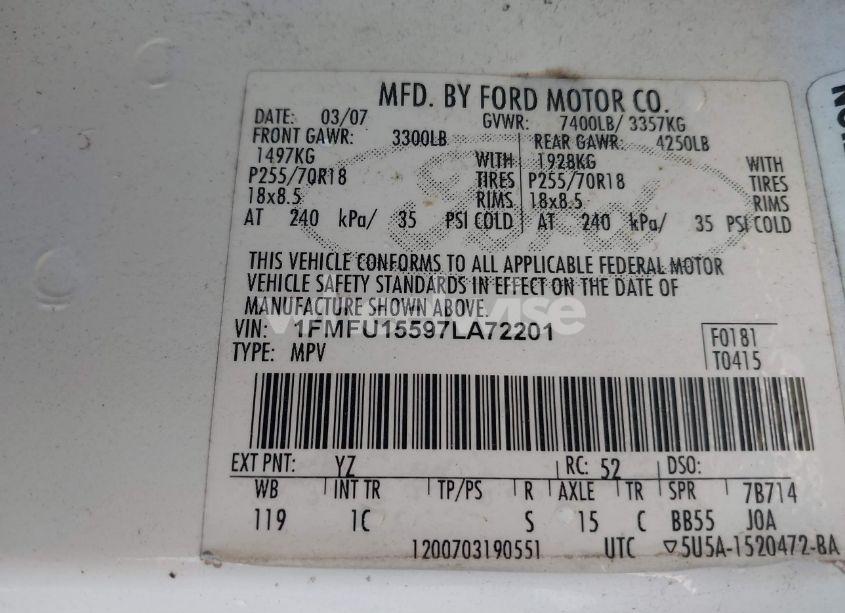 MFD. BY FORD MOTOR CO.
DATE: 03/07 GVWR: 7400LB/ 3357KG
FRONT GAWR: 3300LB REAR GAWR: 4250LB
1497KG WITH 1928KG WITH
P255/70R18 TIRES P255/70R18 TIRES
18x8.5 RIMS 18x8.5 RIMS
AT 240 kPa/ 35 PSI COLD AT 240 kPa/ 35 PSI COLD
THIS VEHICLE CONFORMS TO ALL APPLICABLE FEDERAL MOTOR
VEHICLE SAFETY STANDARDS IN EFFECT ON THE DATE OF
MANUFACTURE SHOWN ABOVE.
VIN: 1FMFU15597LA72201 F0181
TYPE: MPV T0415
EXT PNT: YZ RC: 52 DSO:
WB INT TR TP/PS R AXLE TR SPR 7B714
119 1C S 15 C BB55 J0A
1200703190551 UTC ▽5U5A-1520472-BA